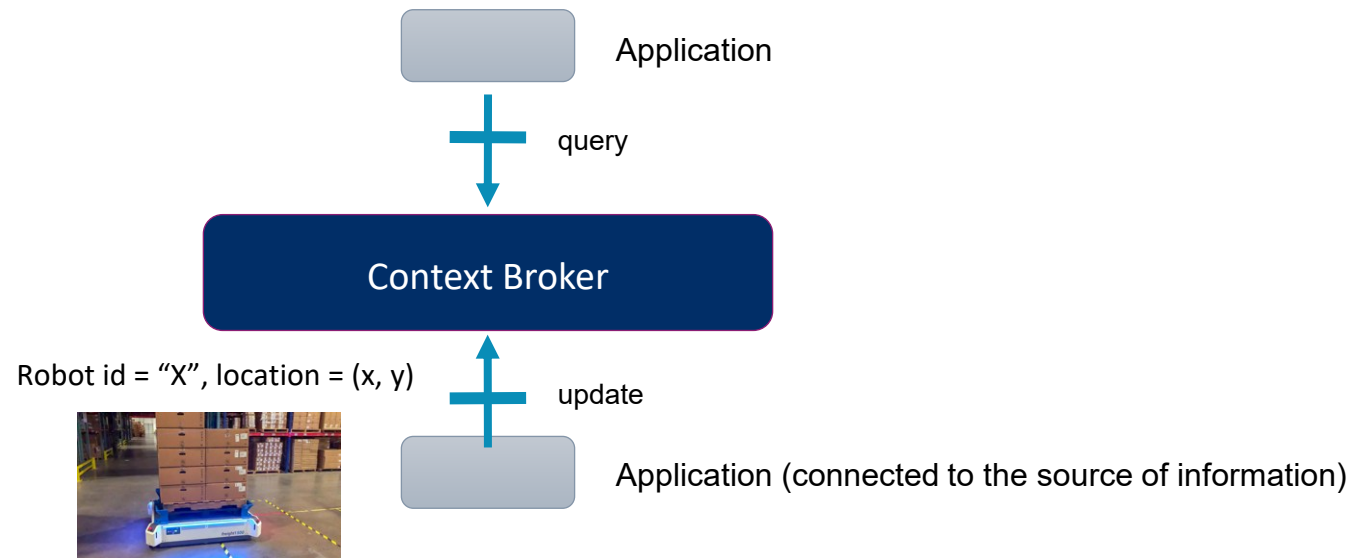 Application
query
Context Broker
Robot id = “X”, location = (x, y)
update
Application (connected to the source of information)